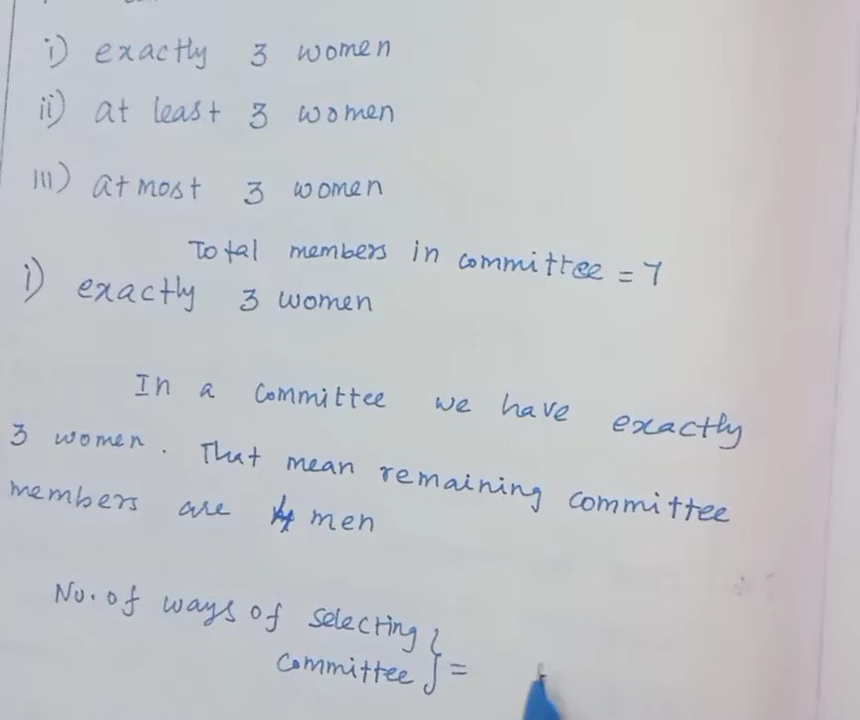 i) exactly 3 women
ii) at least 3 women
iii) atmost 3 women
Total members in committee = 7
i) exactly 3 women
In a committee we have exactly
3 women. That mean remaining committee
members are 4 men
No. of ways of selecting
committee } =